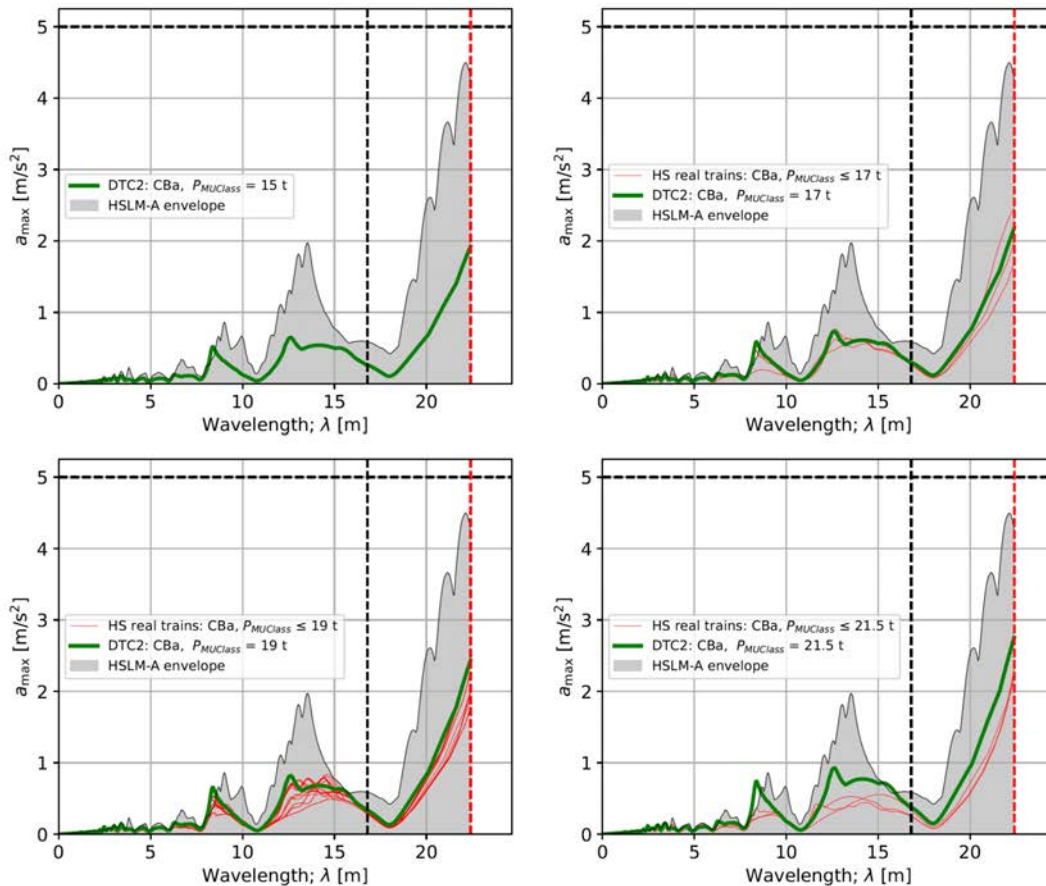 5
4
3
2
1
0
a_max [m/s²]
DTC2: CBa, P_MUClass = 15 t
HSLM-A envelope
0 5 10 15 20
Wavelength; λ [m]
5
4
3
2
1
0
a_max [m/s²]
HS real trains: CBa, P_MUClass ≤ 17 t
DTC2: CBa, P_MUClass = 17 t
HSLM-A envelope
0 5 10 15 20
Wavelength; λ [m]
5
4
3
2
1
0
a_max [m/s²]
HS real trains: CBa, P_MUClass ≤ 19 t
DTC2: CBa, P_MUClass = 19 t
HSLM-A envelope
0 5 10 15 20
Wavelength; λ [m]
5
4
3
2
1
0
a_max [m/s²]
HS real trains: CBa, P_MUClass ≤ 21.5 t
DTC2: CBa, P_MUClass = 21.5 t
HSLM-A envelope
0 5 10 15 20
Wavelength; λ [m]